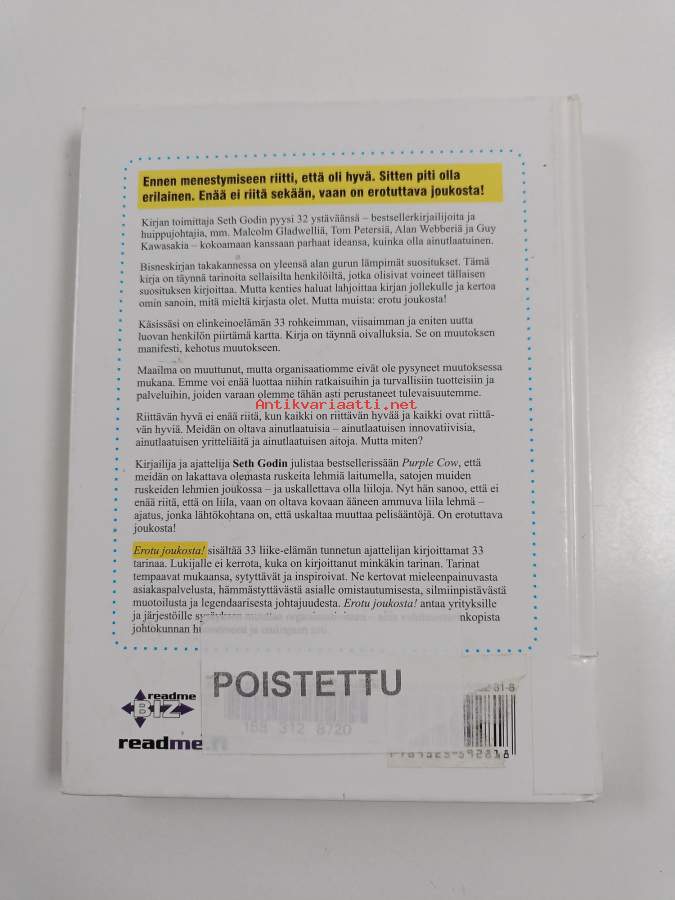 Ennen menestymiseen riitti, että oli hyvä. Sitten piti olla
erilainen. Enää ei riitä sekään, vaan on erotuttava joukosta!
Kirjan toimittaja Seth Godin pyysi 32 ystäväänsä – bestsellerkirjailijoita ja
huippujohtajia, mm. Malcolm Gladwelliä, Tom Petersiä, Alan Webberiä ja Guy
Kawasakia – kokoamaan kanssaan parhaat ideansa, kuinka olla ainutlaatuinen.
Bisneskirjan takakannessa on yleensä alan gurun lämpimät suositukset. Tämä
kirja on täynnä tarinoita sellaisilta henkilöiltä, jotka olisivat voineet tällaisen
suosituksen kirjoittaa. Mutta kenties haluat lahjoittaa kirjan jollekulle ja kertoa
omin sanoin, mitä mieltä kirjasta olet. Mutta muista: erotu joukosta!
Käsissäsi on elinkeinoelämän 33 rohkeimman, viisaimman ja eniten uutta
luovan henkilön piirtämä kartta. Kirja on täynnä oivalluksia. Se on muutoksen
manifesti, kehotus muutokseen.
Maailma on muuttunut, mutta organisaatiomme eivät ole pysyneet muutoksessa
mukana. Emme voi enää luottaa niihin ratkaisuihin ja turvallisiin tuotteisiin ja
palveluihin, joiden varaan olemme tähän asti perustaneet tulevaisuutemme.
Antikvariaatti.net
Riittävän hyvä ei enää riitä, kun kaikki on riittävän hyvää ja kaikki ovat riittä-
vän hyviä. Meidän on oltava ainutlaatuisia – ainutlaatuisen innovatiivisia,
ainutlaatuisen yritteliäitä ja ainutlaatuisen aitoja. Mutta miten?
Kirjailija ja ajattelija Seth Godin julistaa bestsellerissään Purple Cow, että
meidän on lakattava olemasta ruskeita lehmiä laitumella, satojen muiden
ruskeiden lehmien joukossa – ja uskallettava olla liiloja. Nyt hän sanoo, että ei
enää riitä, että on liila, vaan on oltava kovaan ääneen ammuva liila lehmä –
ajatus, jonka lähtökohtana on, että uskaltaa muuttaa pelisääntöjä. On erotuttava
joukosta!
Erotu joukosta! sisältää 33 liike-elämän tunnetun ajattelijan kirjoittamat 33
tarinaa. Lukijalle ei kerrota, kuka on kirjoittanut minkäkin tarinan. Tarinat
tempaavat mukaansa, sytyttävät ja inspiroivat. Ne kertovat mieleenpainuvasta
asiakaspalvelusta, hämmästyttävästä asialle omistautumisesta, silmiinpistävästä
muotoilusta ja legendaarisesta johtajuudesta. Erotu joukosta! antaa yrityksille
ja järjestöille
johtokunnan
POISTETTU
188 312 8720
readme
BIZ
readme.fi